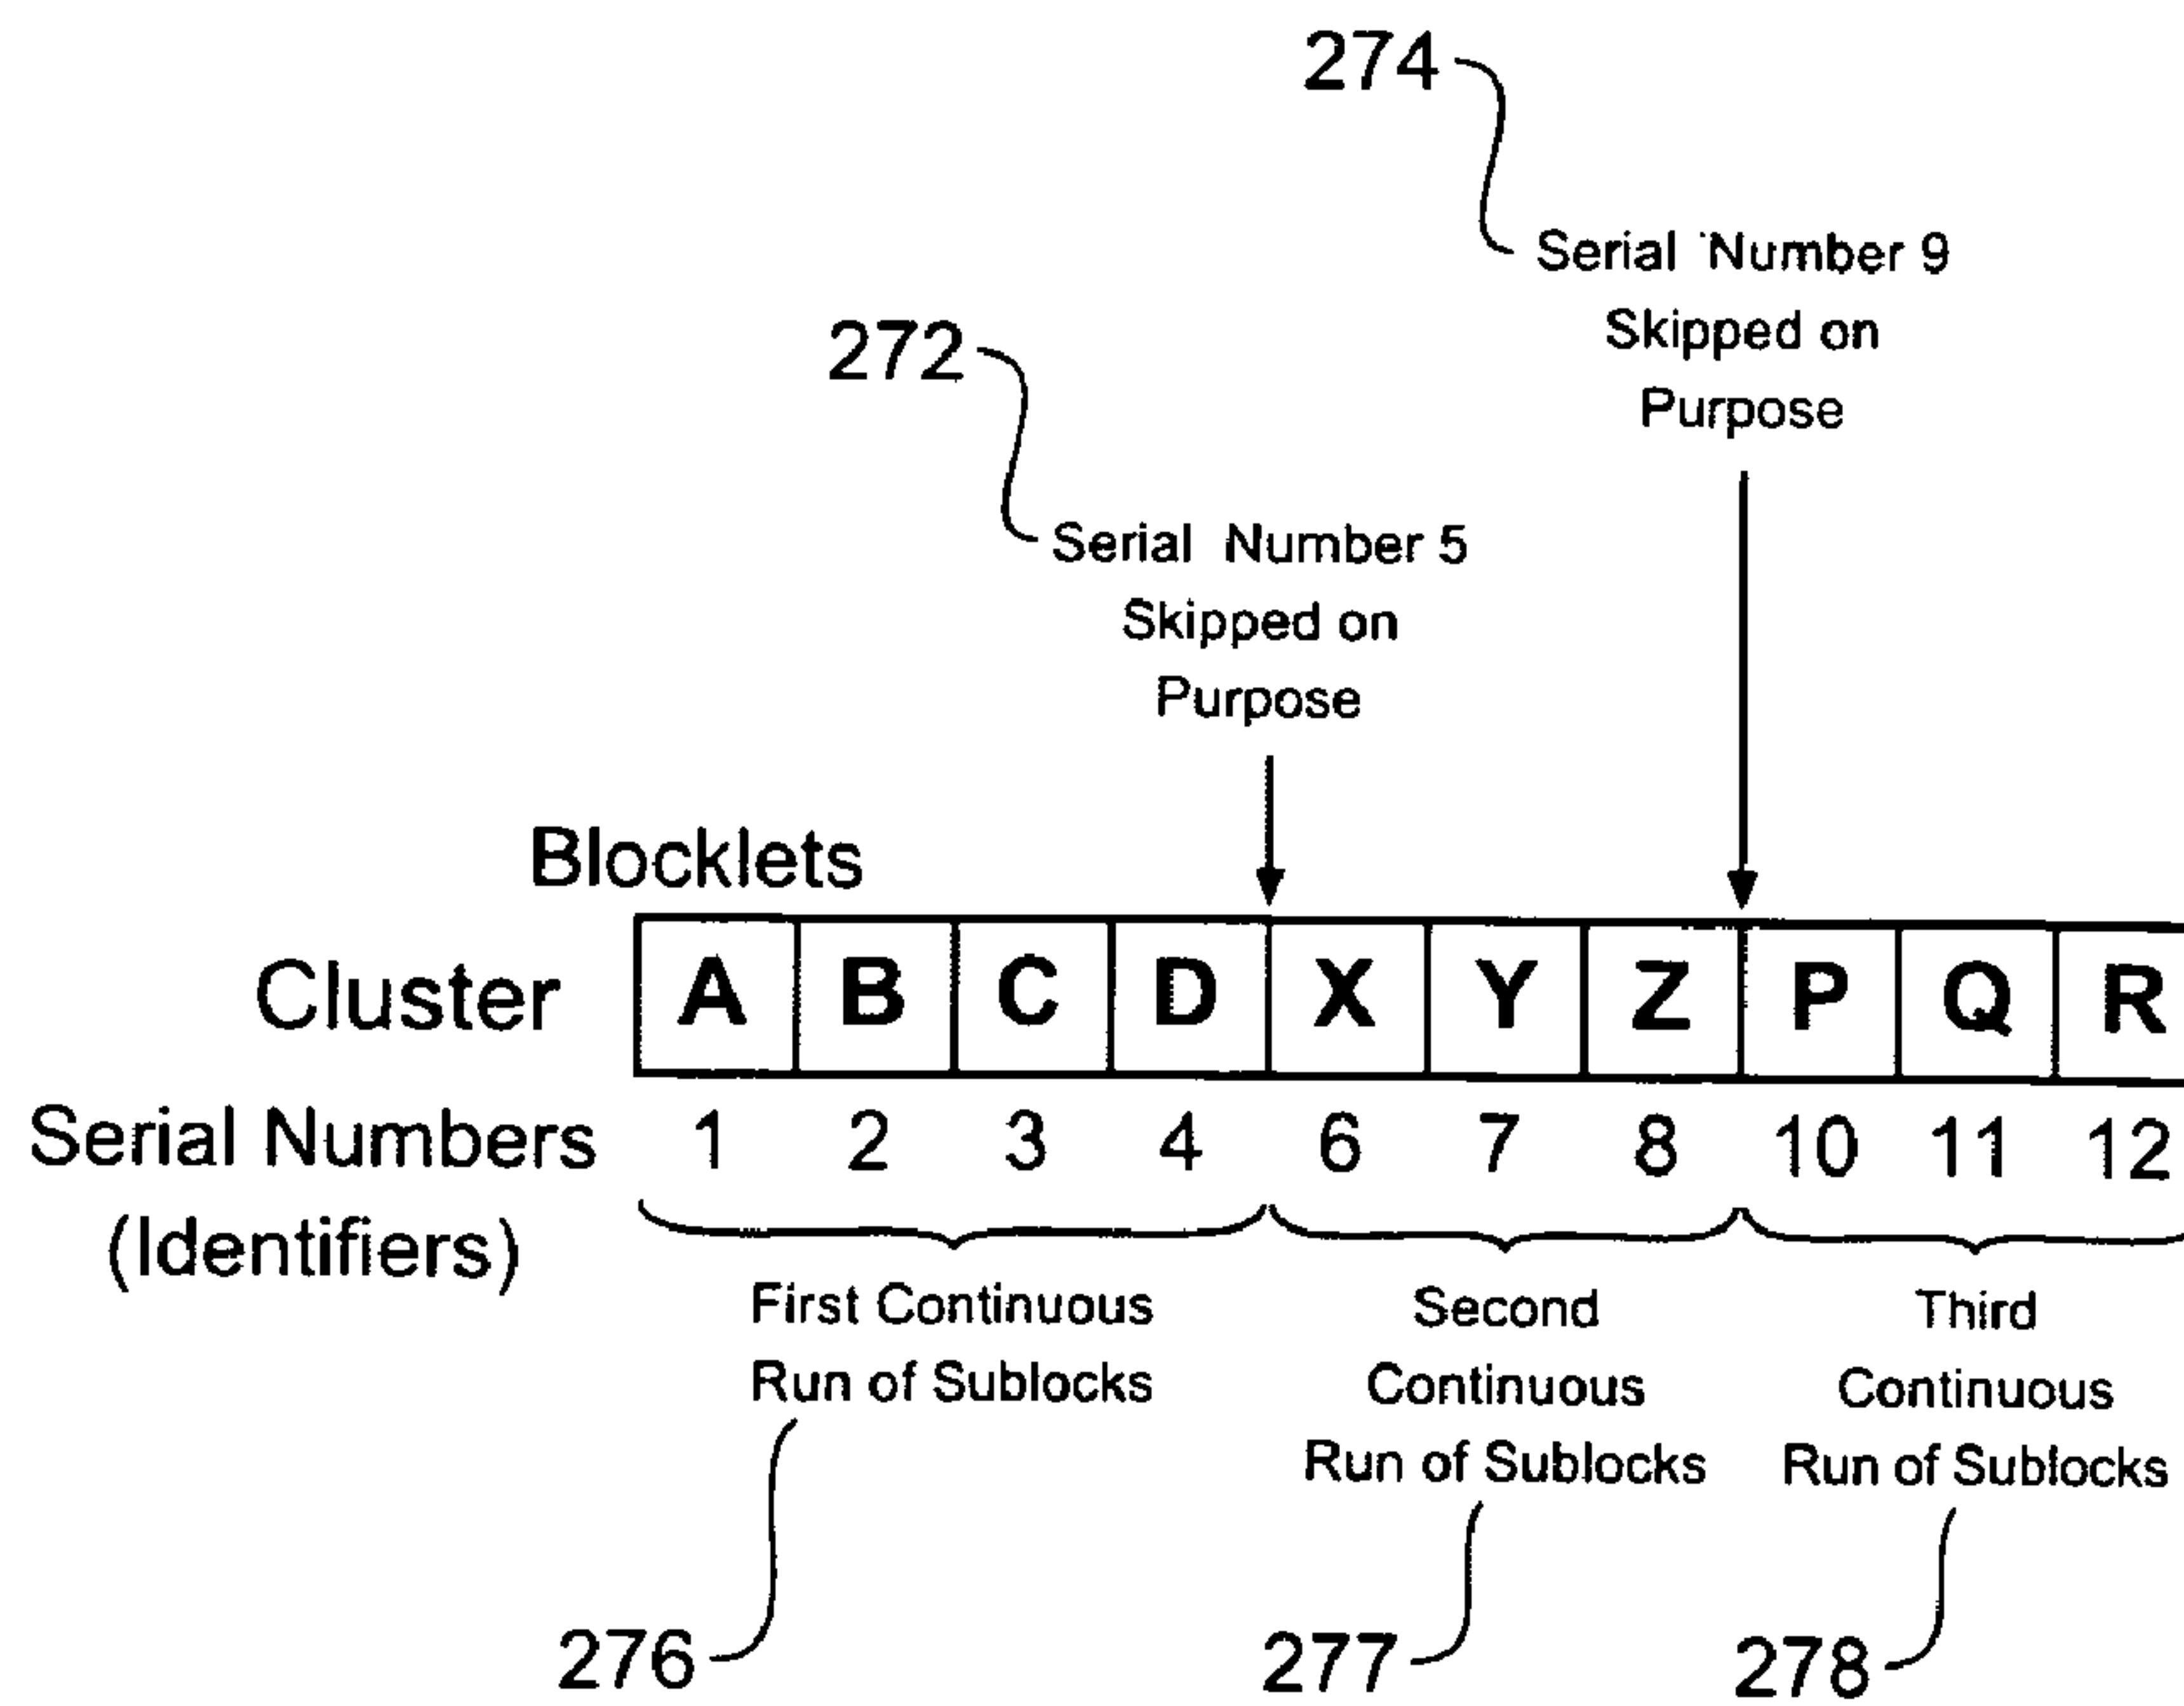 274
Serial Number 9
Skipped on
Purpose
272
Serial Number 5
Skipped on
Purpose
Blocklets
Cluster A B C D X Y Z P Q R
Serial Numbers 1 2 3 4 6 7 8 10 11 12
(Identifiers)
First Continuous
Run of Sublocks
Second
Continuous
Run of Sublocks
Third
Continuous
Run of Sublocks
276
277
278